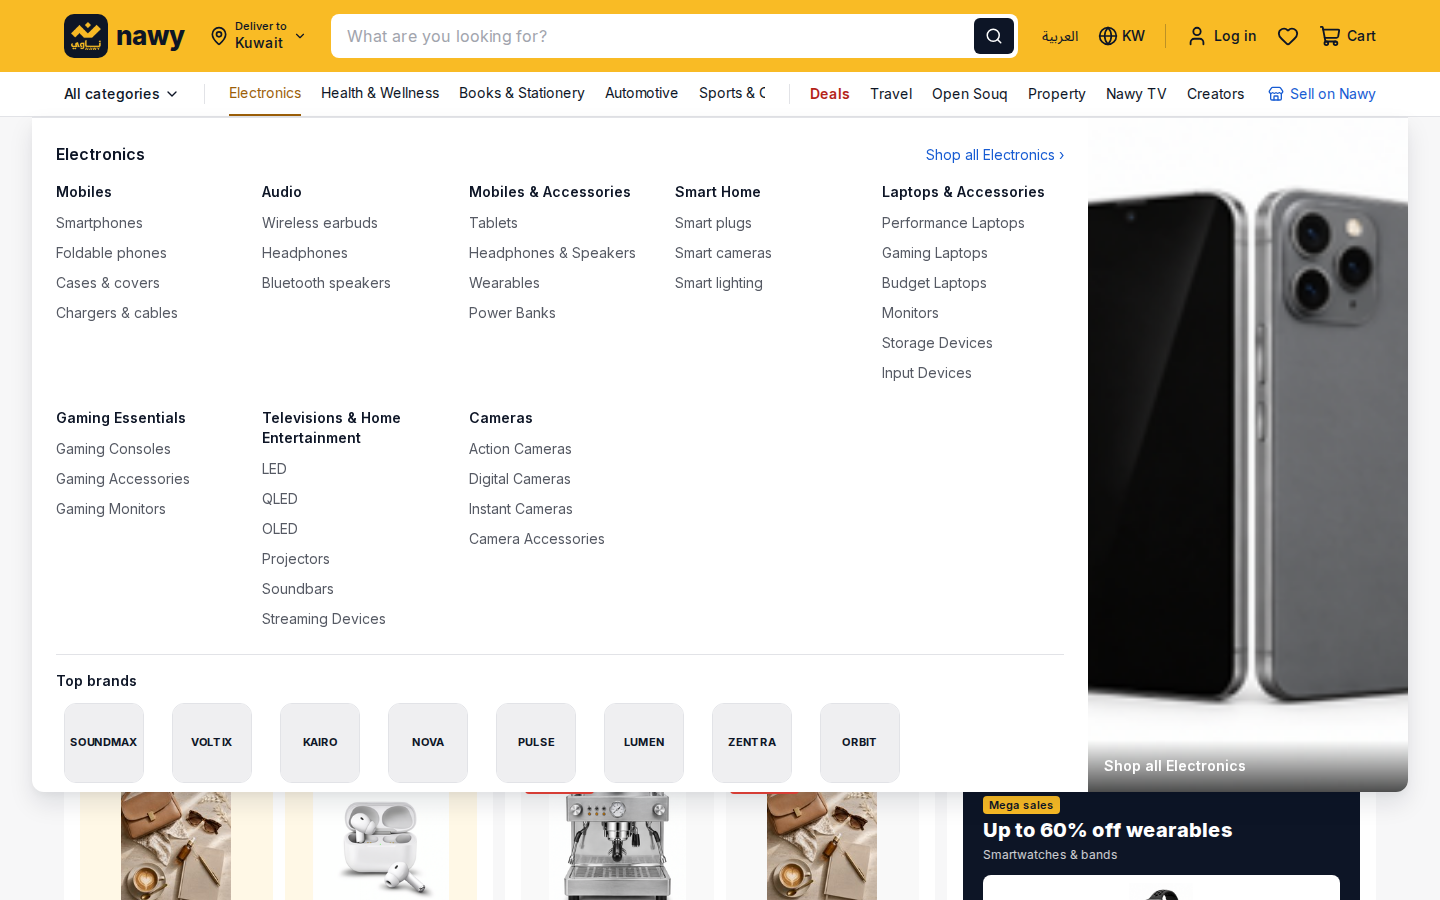 nawy
Deliver to
Kuwait
What are you looking for?
العربية
KW
Log in
Cart
All categories
Electronics
Health & Wellness
Books & Stationery
Automotive
Sports &
Deals
Travel
Open Souq
Property
Nawy TV
Creators
Sell on Nawy
Electronics
Shop all Electronics ›
Mobiles
Smartphones
Foldable phones
Cases & covers
Chargers & cables
Audio
Wireless earbuds
Headphones
Bluetooth speakers
Mobiles & Accessories
Tablets
Headphones & Speakers
Wearables
Power Banks
Smart Home
Smart plugs
Smart cameras
Smart lighting
Laptops & Accessories
Performance Laptops
Gaming Laptops
Budget Laptops
Monitors
Storage Devices
Input Devices
Gaming Essentials
Gaming Consoles
Gaming Accessories
Gaming Monitors
Televisions & Home
Entertainment
LED
QLED
OLED
Projectors
Soundbars
Streaming Devices
Cameras
Action Cameras
Digital Cameras
Instant Cameras
Camera Accessories
Top brands
SOUNDMAX
VOLTIX
KAIRO
NOVA
PULSE
LUMEN
ZENTRA
ORBIT
Shop all Electronics
Mega sales
Up to 60% off wearables
Smartwatches & bands